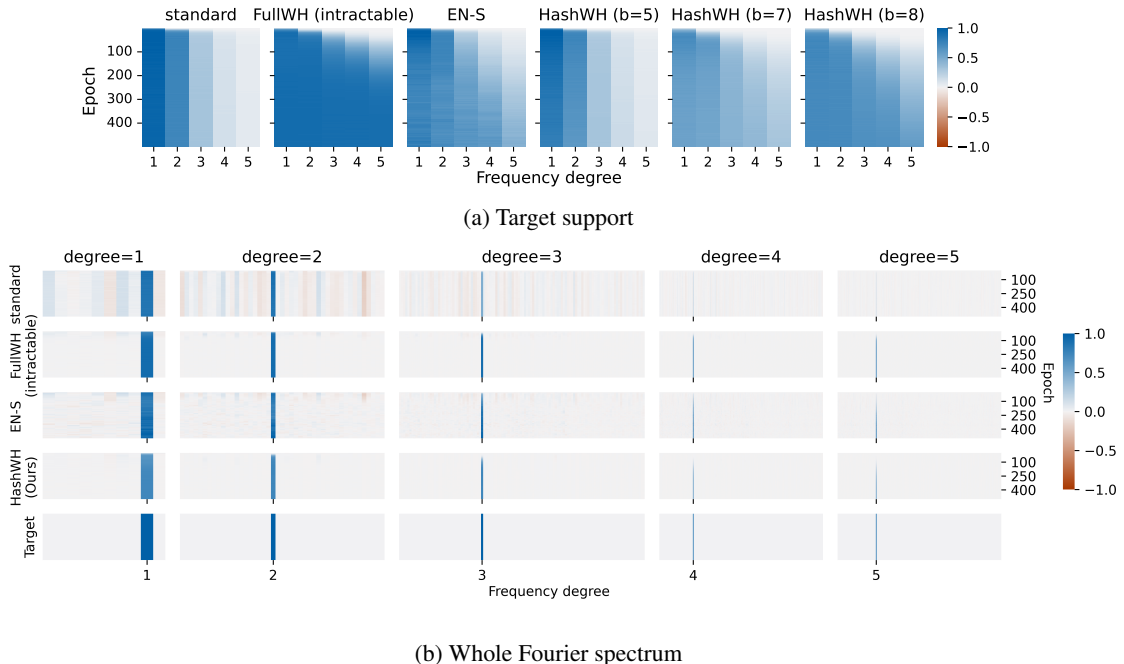 standard FullWH (intractable) EN-S HashWH (b=5) HashWH (b=7) HashWH (b=8)
Epoch
100
200
300
400
1 2 3 4 5 1 2 3 4 5 1 2 3 4 5 1 2 3 4 5 1 2 3 4 5 1 2 3 4 5
Frequency degree
1.0
0.5
0.0
−0.5
−1.0
(a) Target support
degree=1 degree=2 degree=3 degree=4 degree=5
standard
100
250
400
FullWH
(intractable)
100
250
400
EN-S
100
250
400
HashWH
(Ours)
100
250
400
Target
Epoch
1.0
0.5
0.0
−0.5
−1.0
1 2 3 4 5
Frequency degree
(b) Whole Fourier spectrum